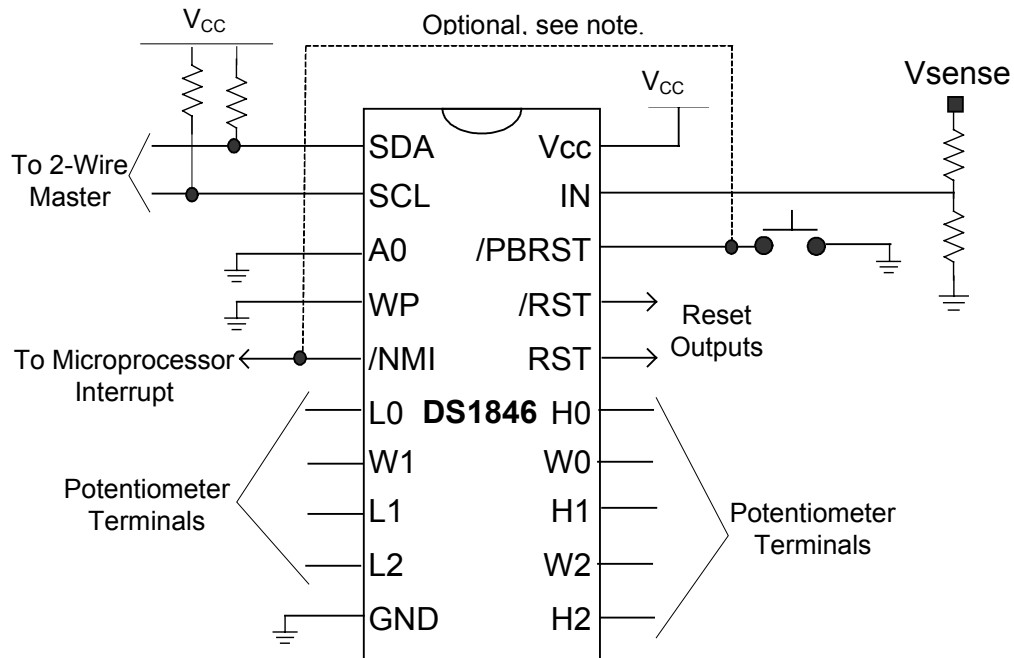 Optional, see note.
VCC
VCC
Vsense
To 2-Wire
Master
SDA
SCL
A0
WP
/NMI
L0
W1
L1
L2
GND
DS1846
Vcc
IN
/PBRST
/RST
RST
H0
W0
H1
W2
H2
To Microprocessor
Interrupt
Reset
Outputs
Potentiometer
Terminals
Potentiometer
Terminals